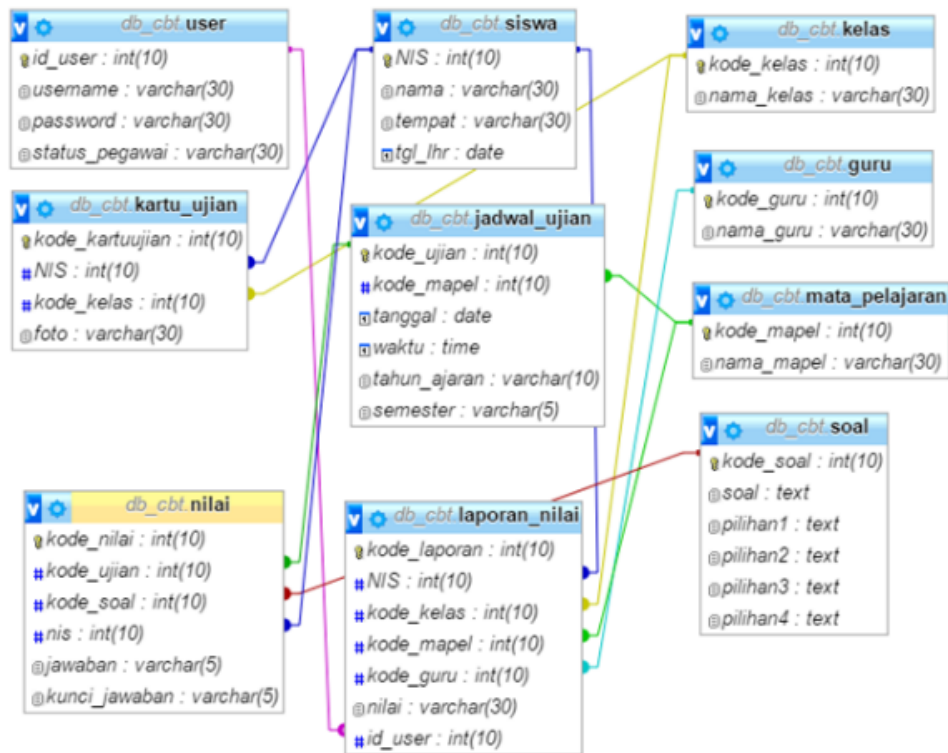 db_cbt.user
id_user : int(10)
username : varchar(30)
password : varchar(30)
status_pegawai : varchar(30)
db_cbt.siswa
NIS : int(10)
nama : varchar(30)
tempat : varchar(30)
tgl_lhr : date
db_cbt.kelas
kode_kelas : int(10)
nama_kelas : varchar(30)
db_cbt.kartu_ujian
kode_kartuujian : int(10)
NIS : int(10)
kode_kelas : int(10)
foto : varchar(30)
db_cbt.jadwal_ujian
kode_ujian : int(10)
kode_mapel : int(10)
tanggal : date
waktu : time
tahun_ajaran : varchar(10)
semester : varchar(5)
db_cbt.guru
kode_guru : int(10)
nama_guru : varchar(30)
db_cbt.mata_pelajaran
kode_mapel : int(10)
nama_mapel : varchar(30)
db_cbt.nilai
kode_nilai : int(10)
kode_ujian : int(10)
kode_soal : int(10)
nis : int(10)
jawaban : varchar(5)
kunci_jawaban : varchar(5)
db_cbt.laporan_nilai
kode_laporan : int(10)
NIS : int(10)
kode_kelas : int(10)
kode_mapel : int(10)
kode_guru : int(10)
nilai : varchar(30)
id_user : int(10)
db_cbt.soal
kode_soal : int(10)
soal : text
pilihan1 : text
pilihan2 : text
pilihan3 : text
pilihan4 : text